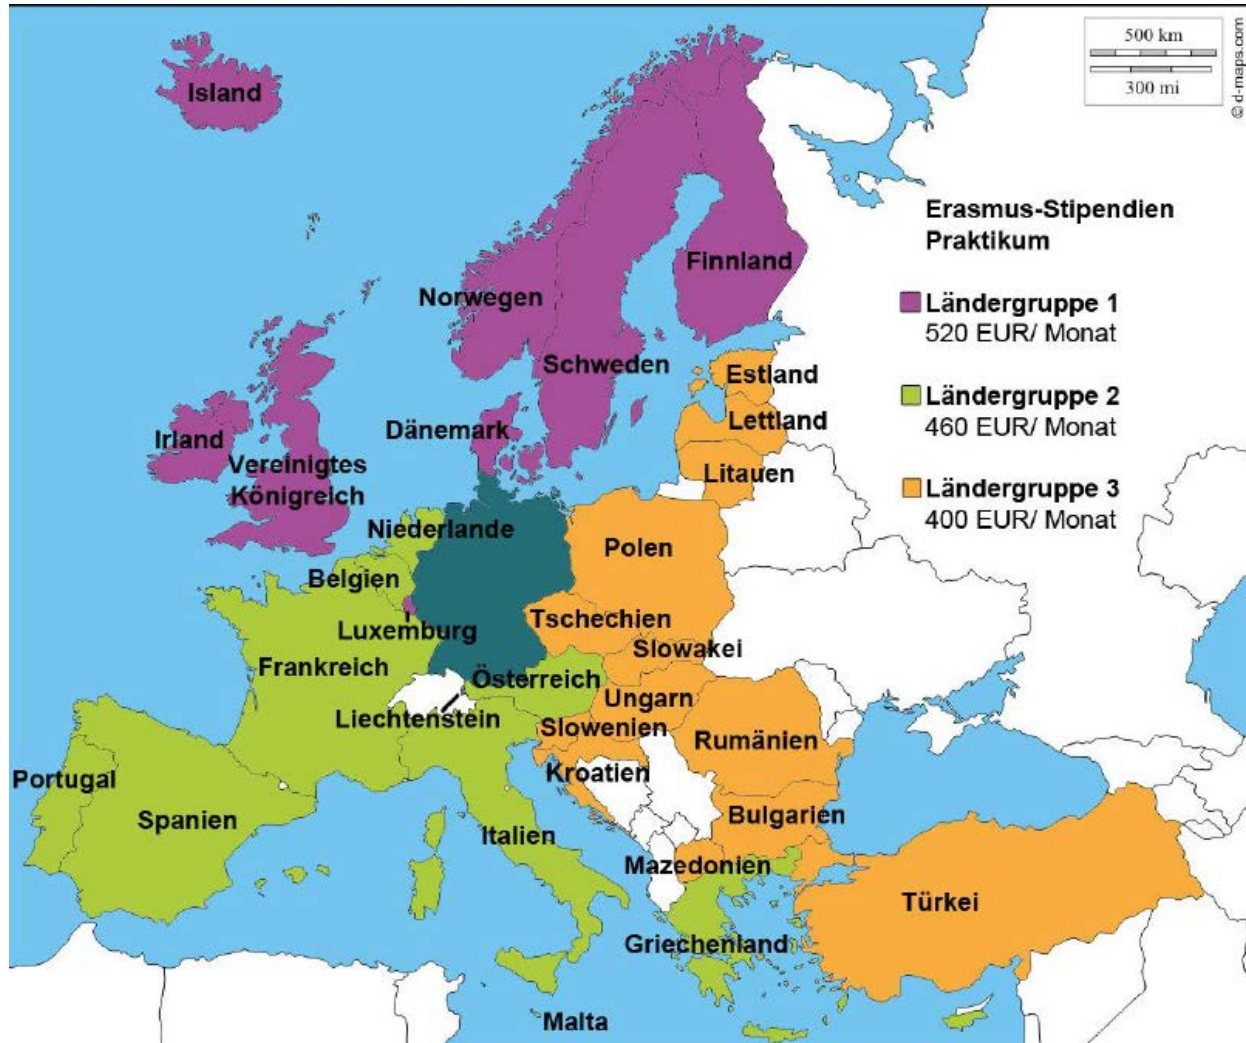 500 km
300 mi
© d-maps.com
Island
Erasmus-Stipendien
Praktikum
Ländergruppe 1
520 EUR/ Monat
Ländergruppe 2
460 EUR/ Monat
Ländergruppe 3
400 EUR/ Monat
Finnland
Norwegen
Schweden
Estland
Lettland
Dänemark
Irland
Vereinigtes
Königreich
Litauen
Niederlande
Polen
Belgien
Tschechien
Luxemburg
Slowakei
Frankreich
Österreich
Ungarn
Liechtenstein
Slowenien
Rumänien
Kroatien
Portugal
Spanien
Italien
Bulgarien
Mazedonien
Türkei
Griechenland
Malta